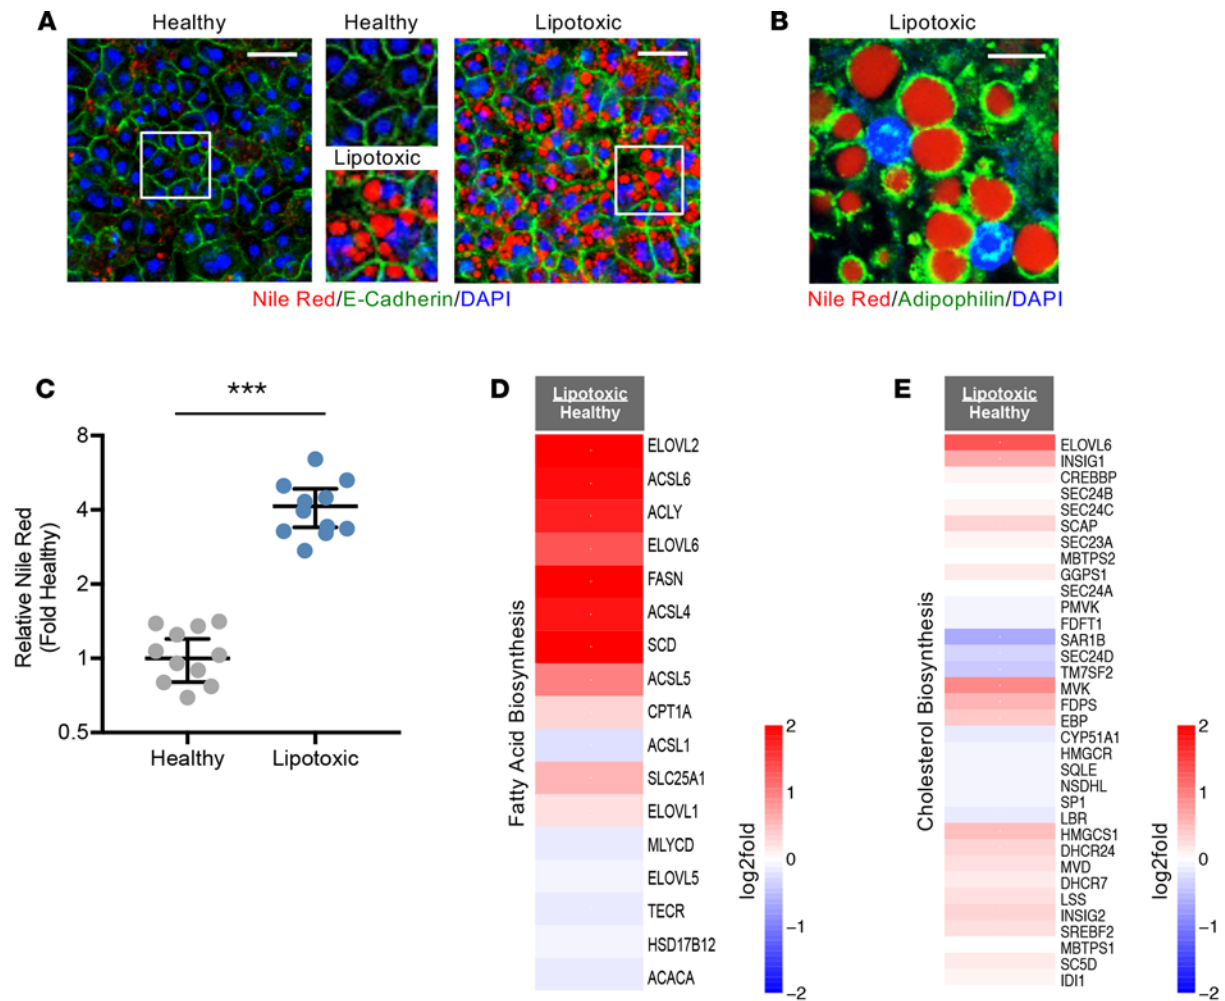 A
Healthy
Healthy
Lipotoxic
Lipotoxic
Nile Red/E-Cadherin/DAPI
B
Lipotoxic
Nile Red/Adipophilin/DAPI
C
***
Relative Nile Red
(Fold Healthy)
8
4
2
1
0.5
Healthy
Lipotoxic
D
Lipotoxic
Healthy
Fatty Acid Biosynthesis
ELOVL2
ACSL6
ACLY
ELOVL6
FASN
ACSL4
SCD
ACSL5
CPT1A
ACSL1
SLC25A1
ELOVL1
MLYCD
ELOVL5
TECR
HSD17B12
ACACA
log2fold
2
1
0
−1
−2
E
Lipotoxic
Healthy
Cholesterol Biosynthesis
ELOVL6
INSIG1
CREBBP
SEC24B
SEC24C
SCAP
SEC23A
MBTPS2
GGPS1
SEC24A
PMVK
FDFT1
SAR1B
SEC24D
TM7SF2
MVK
FDPS
EBP
CYP51A1
HMGCR
SQLE
NSDHL
SP1
LBR
HMGCS1
DHCR24
MVD
DHCR7
LSS
INSIG2
SREBF2
MBTPS1
SC5D
IDI1
log2fold
2
1
0
−1
−2